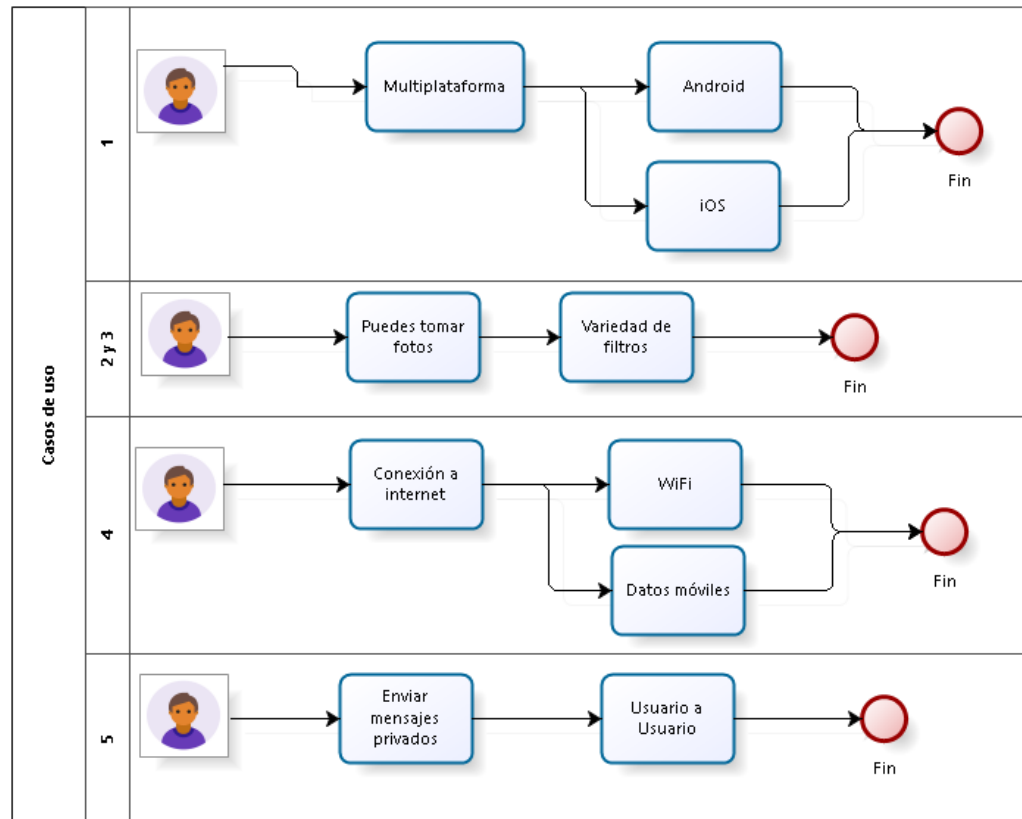 Casos de uso
1
Multiplataforma
Android
iOS
Fin
2 y 3
Puedes tomar
fotos
Variedad de
filtros
Fin
4
Conexión a
internet
WiFi
Datos móviles
Fin
5
Enviar
mensajes
privados
Usuario a
Usuario
Fin